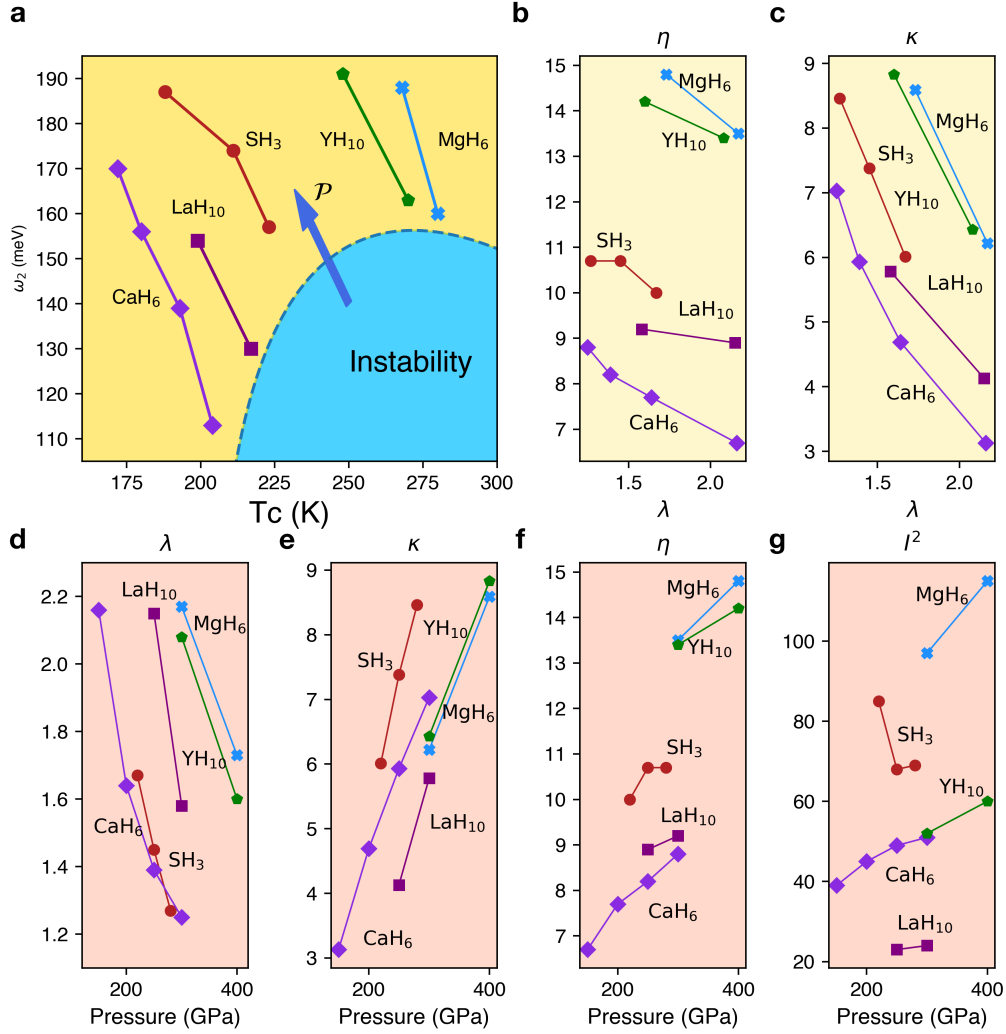 a
190
180
170
160
150
140
130
120
110
ω₂ (meV)
SH₃
YH₁₀
MgH₆
LaH₁₀
CaH₆
𝒫
Instability
175
200
225
250
275
300
Tc (K)
b
η
15
14
13
12
11
10
9
8
7
MgH₆
YH₁₀
SH₃
LaH₁₀
CaH₆
1.5
2.0
λ
c
κ
9
8
7
6
5
4
3
MgH₆
SH₃
YH₁₀
LaH₁₀
CaH₆
1.5
2.0
λ
d
λ
2.2
2.0
1.8
1.6
1.4
1.2
LaH₁₀
MgH₆
YH₁₀
CaH₆
SH₃
200
400
Pressure (GPa)
e
κ
9
8
7
6
5
4
3
YH₁₀
SH₃
MgH₆
LaH₁₀
CaH₆
200
400
Pressure (GPa)
f
η
15
14
13
12
11
10
9
8
7
MgH₆
YH₁₀
SH₃
LaH₁₀
CaH₆
200
400
Pressure (GPa)
g
I²
100
80
60
40
20
MgH₆
SH₃
YH₁₀
CaH₆
LaH₁₀
200
400
Pressure (GPa)